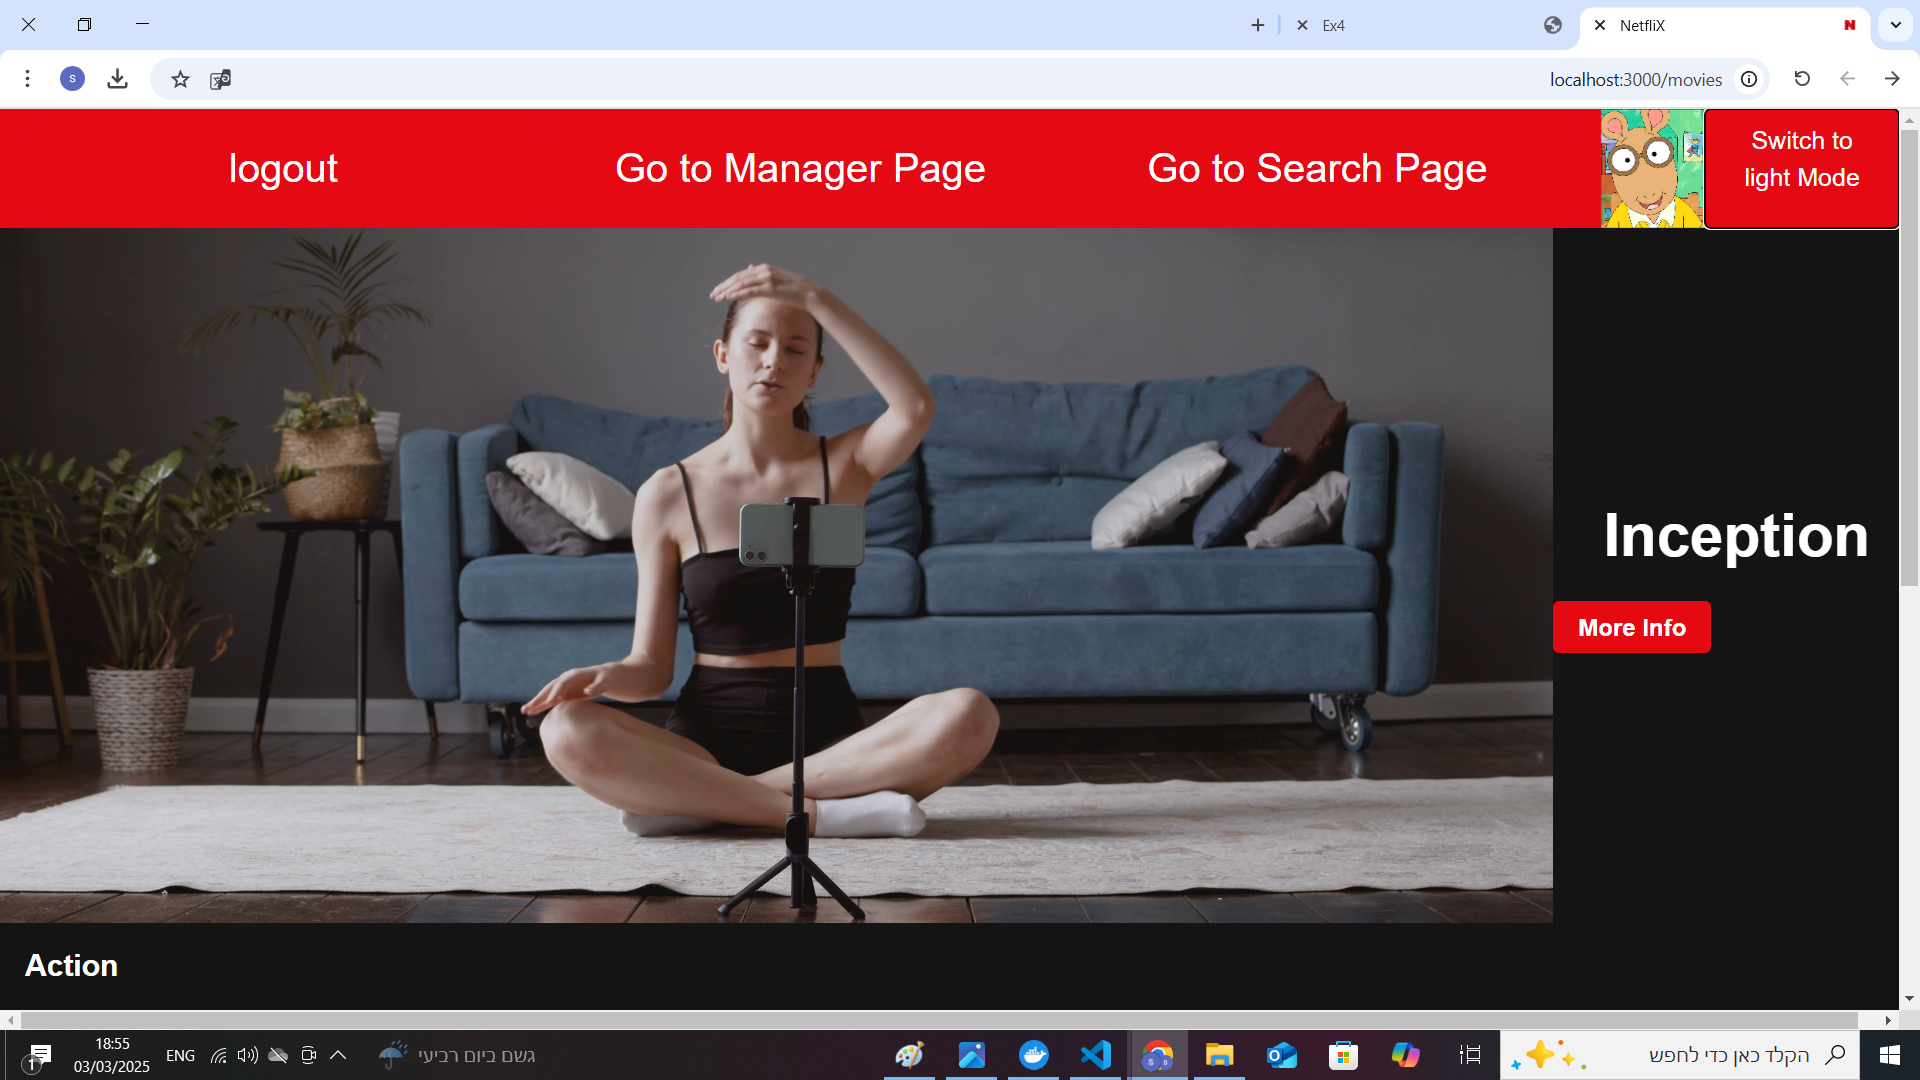 Ex4
NetfliX
N
S
localhost:3000/movies
logout
Go to Manager Page
Go to Search Page
Switch to
light Mode
Inception
More Info
Action
1
18:55
03/03/2025
ENG
גשם ביום רביעי
הקלד כאן כדי לחפש